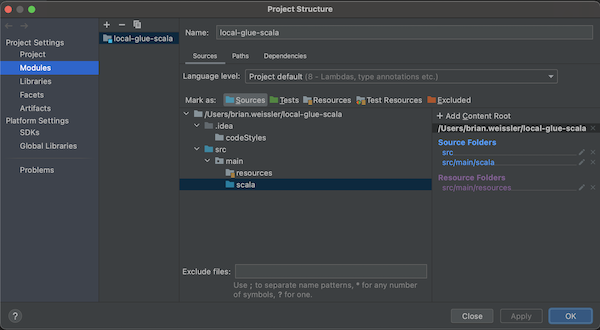 Project Structure
Project Settings
Project
Modules
Libraries
Facets
Artifacts
Platform Settings
SDKs
Global Libraries
Problems
local-glue-scala
Name: local-glue-scala
Sources Paths Dependencies
Language level: Project default (8 - Lambdas, type annotations etc.)
Mark as: Sources Tests Resources Test Resources Excluded
/Users/brian.weissler/local-glue-scala
.idea
codeStyles
src
main
resources
scala
+ Add Content Root
/Users/brian.weissler/local-glue-scala
Source Folders
src
src/main/scala
Resource Folders
src/main/resources
Exclude files:
Use ; to separate name patterns, * for any number
of symbols, ? for one.
? Close Apply OK